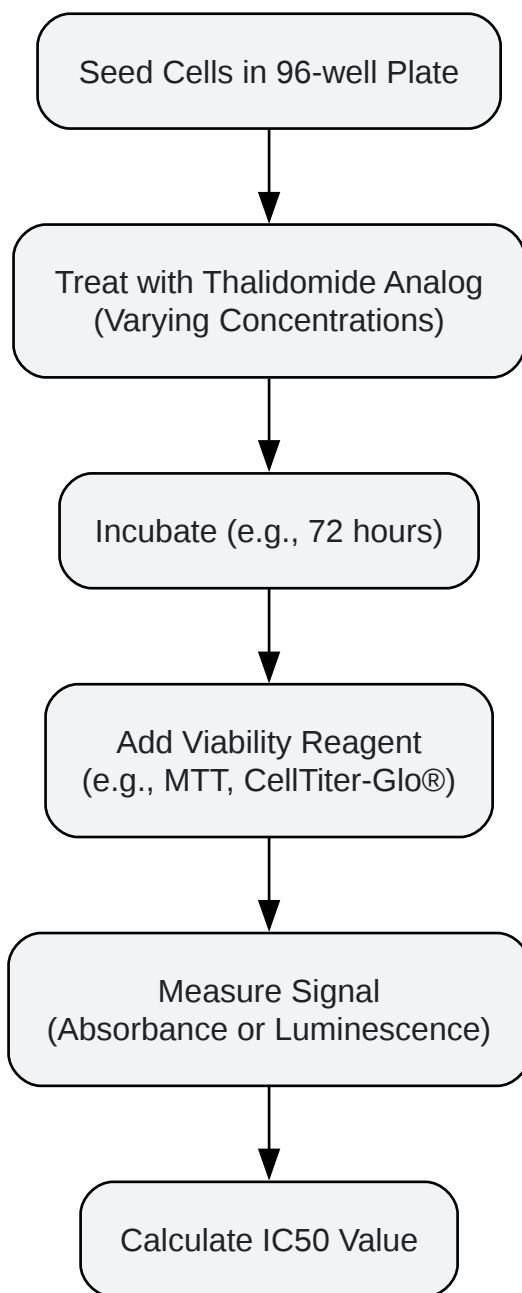 Seed Cells in 96-well Plate
Treat with Thalidomide Analog
(Varying Concentrations)
Incubate (e.g., 72 hours)
Add Viability Reagent
(e.g., MTT, CellTiter-Glo®)
Measure Signal
(Absorbance or Luminescence)
Calculate IC50 Value